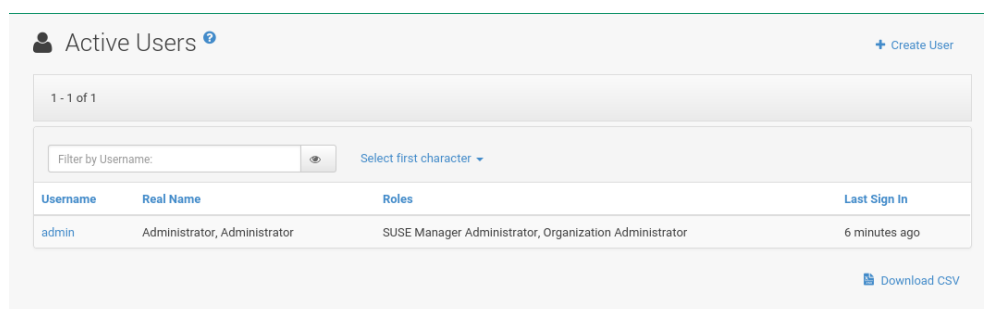 Active Users ?
+ Create User
1 - 1 of 1
Filter by Username:
Select first character
Username Real Name Roles Last Sign In
admin Administrator, Administrator SUSE Manager Administrator, Organization Administrator 6 minutes ago
Download CSV